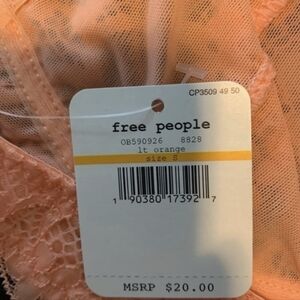 CP3509 49 50
free people
OB590926 8828
lt orange
size S
1 90380 17392 7
MSRP $20.00